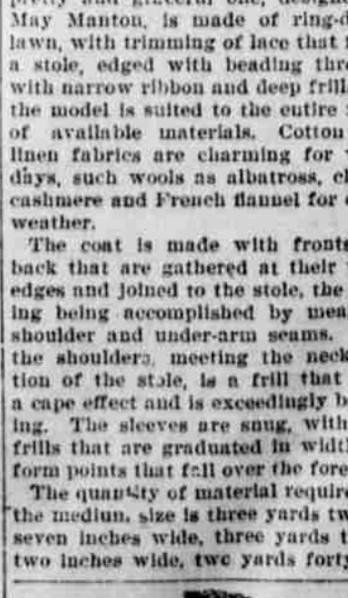 May Manton, is made of ring-d
lawn, with trimming of lace that
a stole, edged with beading thr
with narrow ribbon and deep frill
the model is suited to the entire
of available materials. Cotton
linen fabrics are charming for
days, such wools as albatross, c
cashmere and French flannel for
weather.
The coat is made with fronts
back that are gathered at their
edges and joined to the stole, the
ing being accomplished by mea
shoulder and under-arm seams.
the shoulders, meeting the neck
tion of the stole, is a frill that
a cape effect and is exceedingly b
ing. The sleeves are snug, with
frills that are graduated in widt
form points that fall over the fore
The quantity of material require
the medium size is three yards tw
seven inches wide, three yards t
two inches wide, two yards forty